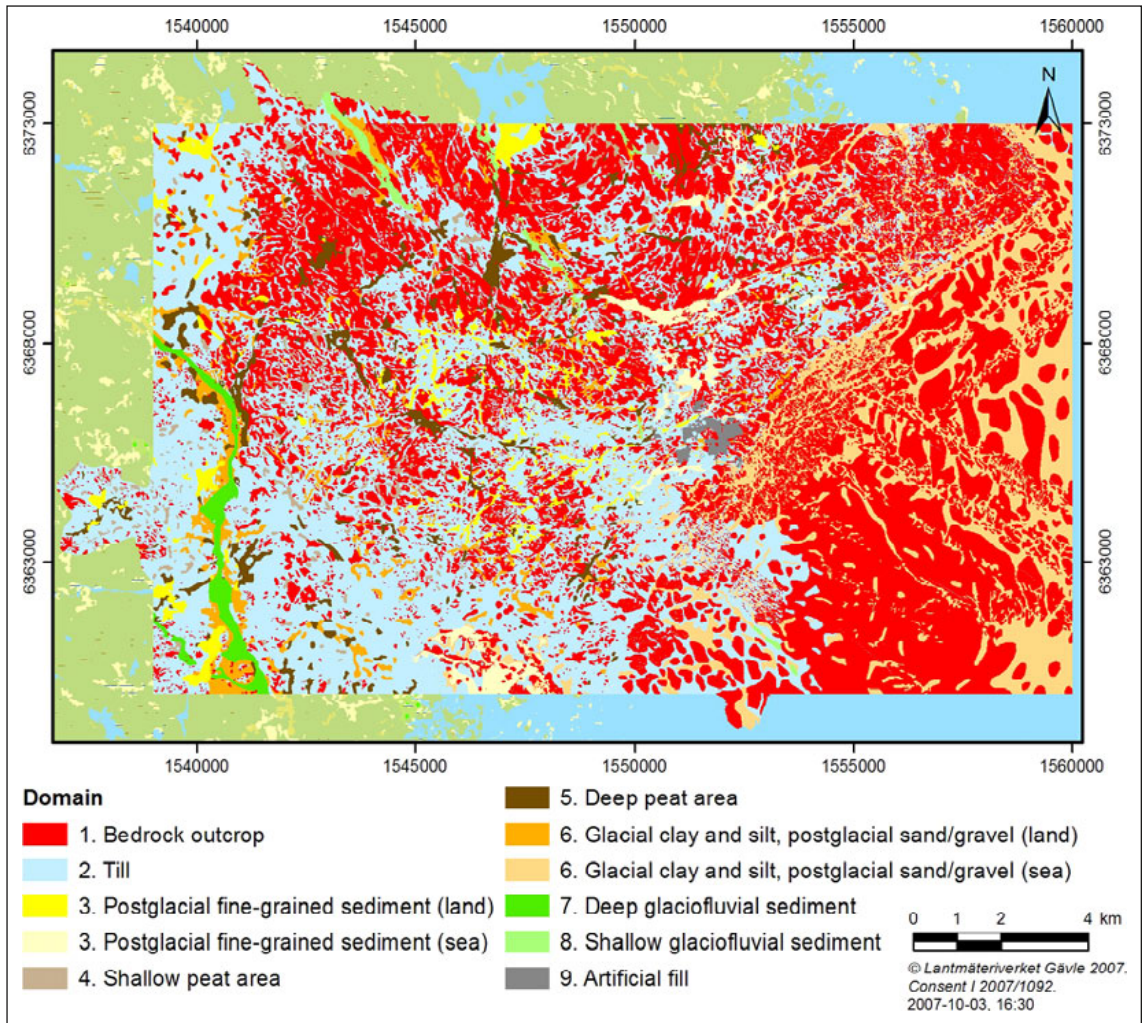 1540000 1545000 1550000 1555000 1560000
N
6373000 6373000
6368000 6368000
6363000 6363000
1540000 1545000 1550000 1555000 1560000
Domain
1. Bedrock outcrop
2. Till
3. Postglacial fine-grained sediment (land)
3. Postglacial fine-grained sediment (sea)
4. Shallow peat area
5. Deep peat area
6. Glacial clay and silt, postglacial sand/gravel (land)
6. Glacial clay and silt, postglacial sand/gravel (sea)
7. Deep glaciofluvial sediment
8. Shallow glaciofluvial sediment
9. Artificial fill
0 1 2 4 km
© Lantmäteriverket Gävle 2007.
Consent I 2007/1092.
2007-10-03, 16:30